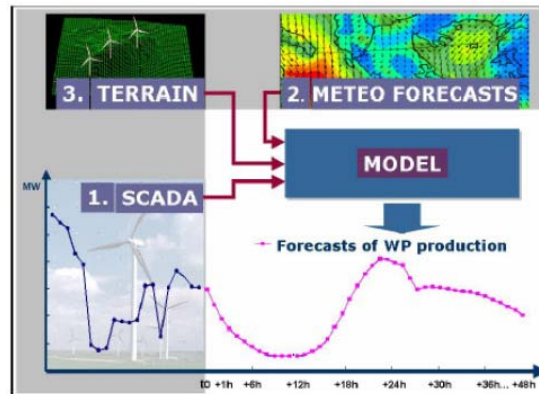 3. TERRAIN
2. METEO FORECASTS
MODEL
1. SCADA
MW
Forecasts of WP production
t0 +1h +6h +12h +18h +24h +30h +36h... +48h